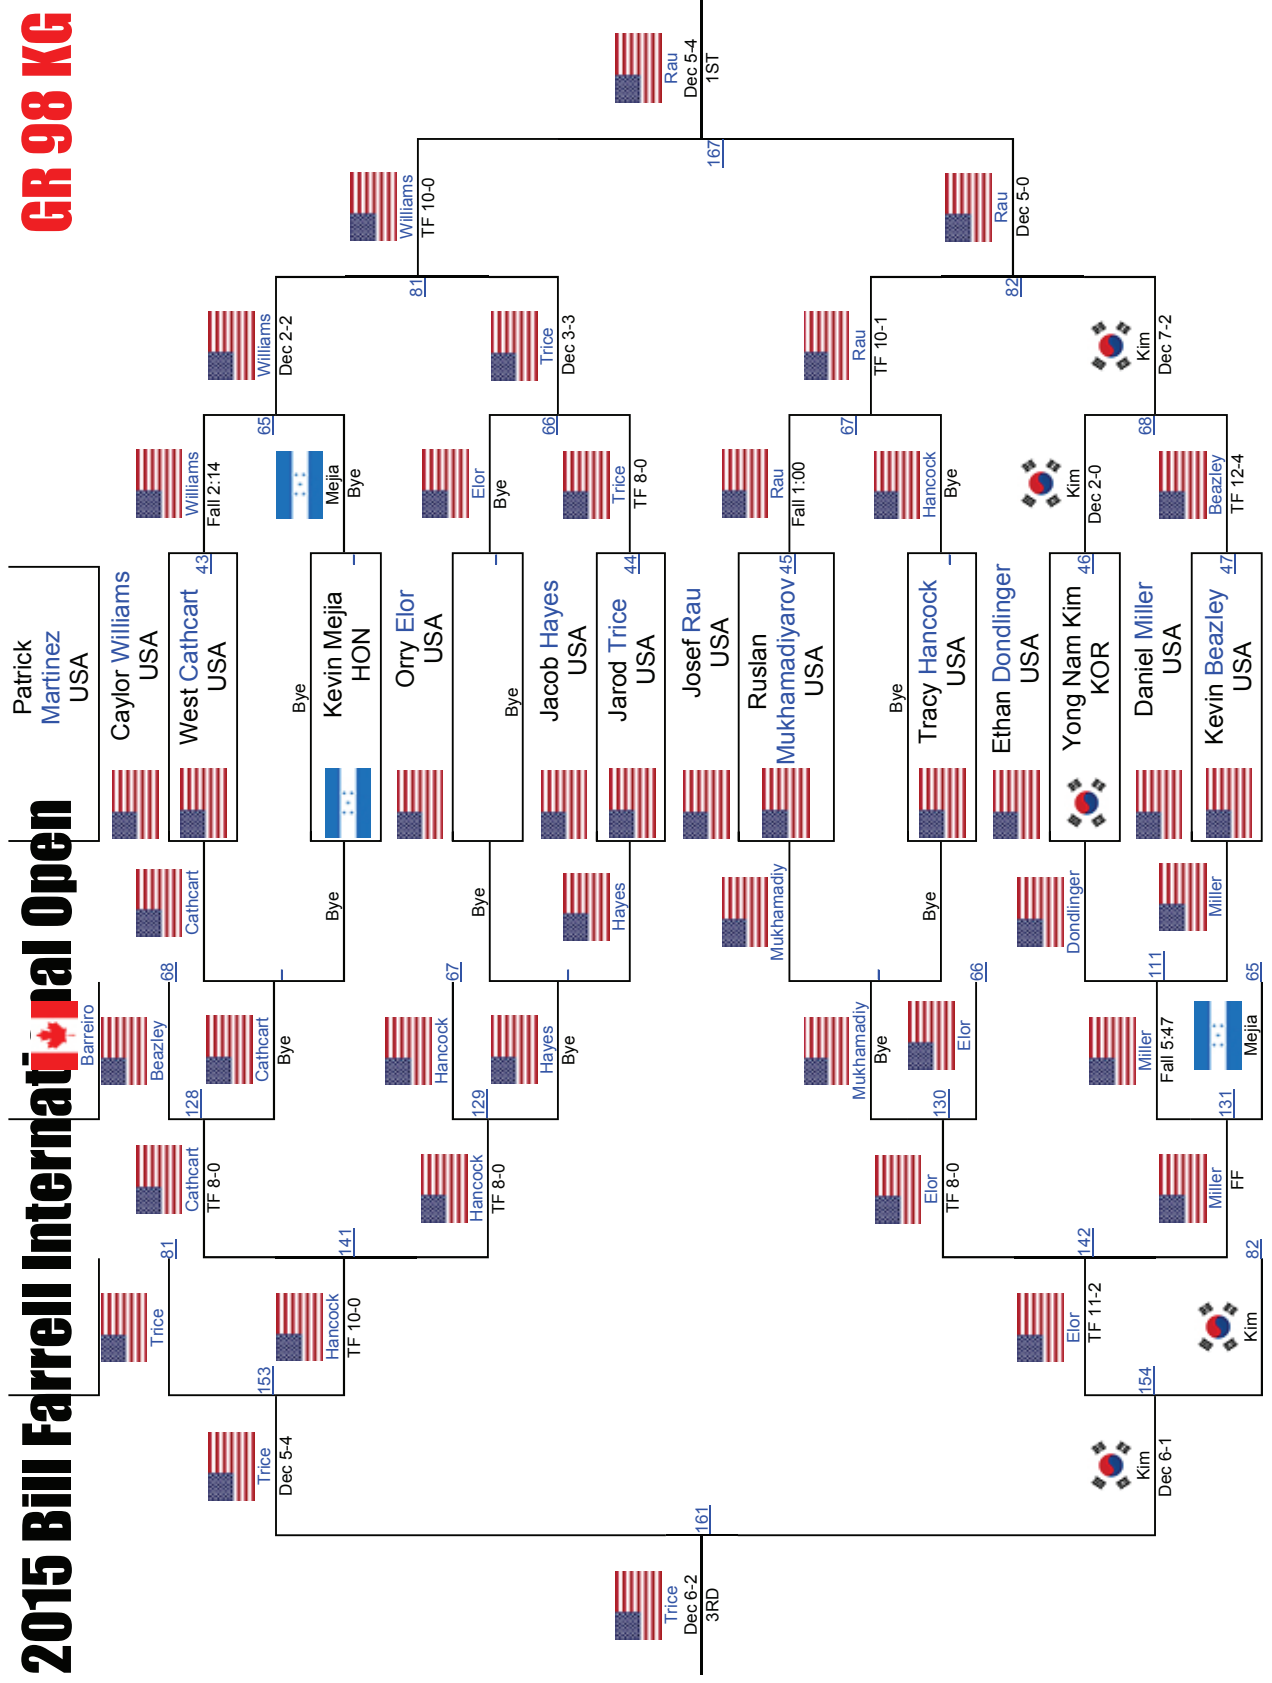 2015 Bill Farrell International Open
GR 98 KG
Trice
Dec 6-2
3RD
161
Trice
Dec 5-4
Kim
Dec 6-1
153
154
Trice
Hancock
TF 10-0
Elor
TF 11-2
Kim
81
141
142
82
Cathcart
TF 8-0
Hancock
TF 8-0
Elor
TF 8-0
Miller
FF
128
129
130
131
Barreiro
Beazley
Cathcart
Bye
Hancock
Hayes
Bye
Mukhamadiy
Bye
Elor
Miller
Fall 5:47
Mejia
68
67
66
111
65
Cathcart
Bye
Bye
Hayes
Mukhamadiy
Bye
Dondlinger
Miller
Patrick
Martinez
USA
Caylor Williams
USA
West Cathcart
USA
43
Bye
Kevin Mejia
HON
Orry Elor
USA
Bye
Jacob Hayes
USA
Jarod Trice
USA
44
Josef Rau
USA
Ruslan
Mukhamadiyarov
USA
45
Bye
Tracy Hancock
USA
Ethan Dondlinger
USA
Yong Nam Kim
KOR
46
Daniel Miller
USA
Kevin Beazley
USA
47
Williams
Fall 2:14
Mejia
Bye
Elor
Bye
Trice
TF 8-0
Rau
Fall 1:00
Hancock
Bye
Kim
Dec 2-0
Beazley
TF 12-4
65
66
67
68
Williams
Dec 2-2
Trice
Dec 3-3
Rau
TF 10-1
Kim
Dec 7-2
81
82
Williams
TF 10-0
Rau
Dec 5-0
167
Rau
Dec 5-4
1ST